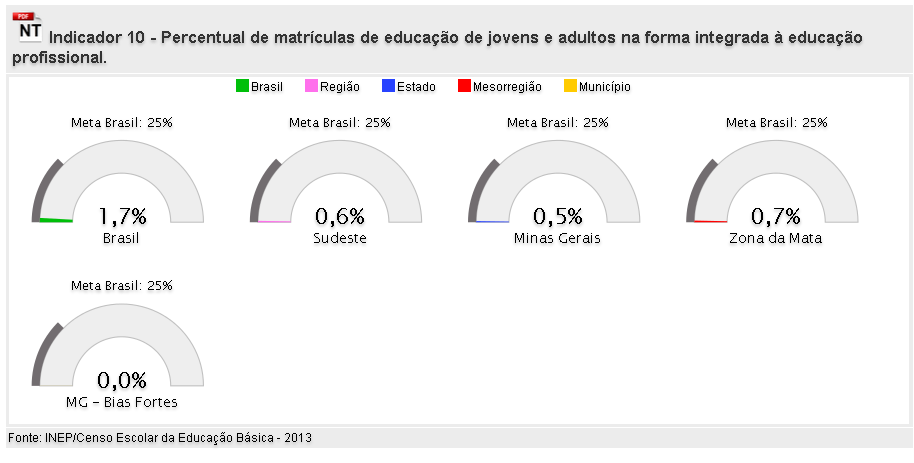 PDF
NT
Indicador 10 - Percentual de matrículas de educação de jovens e adultos na forma integrada à educação
profissional.
Brasil Região Estado Mesorregião Município
Meta Brasil: 25% Meta Brasil: 25% Meta Brasil: 25% Meta Brasil: 25%
1,7% 0,6% 0,5% 0,7%
Brasil Sudeste Minas Gerais Zona da Mata
Meta Brasil: 25%
0,0%
MG - Bias Fortes
Fonte: INEP/Censo Escolar da Educação Básica - 2013